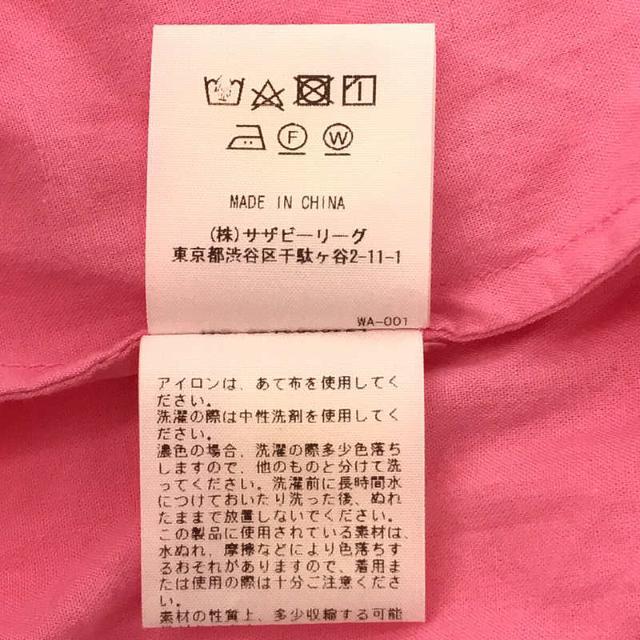 F W
MADE IN CHINA
(株)サザビーリーグ
東京都渋谷区千駄ヶ谷2-11-1
WA-001
アイロンは、あて布を使用してく
ださい。
洗濯の際は中性洗剤を使用してく
ださい。
濃色の場合、洗濯の際多少色落ち
しますので、他のものと分けて洗
ってください。洗濯前に長時間水
につけておいたり洗った後、ぬれ
たままで放置しないでください。
この製品に使用されている素材は、
水ぬれ、摩擦などにより色落ちす
るおそれがありますので、着用ま
たは使用の際は十分ご注意くださ
い。
素材の性質上、多少収縮する可能